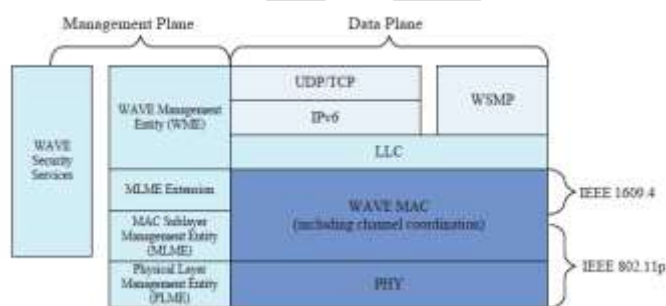 Management Plane
Data Plane
WAVE
Security
Services
WAVE Management
Entity (WME)
MLME Extension
MAC Sublayer
Management Entity
(MLME)
Physical Layer
Management Entity
(PLME)
UDP/TCP
IPv6
WSMP
LLC
WAVE MAC
(including channel coordination)
PHY
IEEE 1609.4
IEEE 802.11p